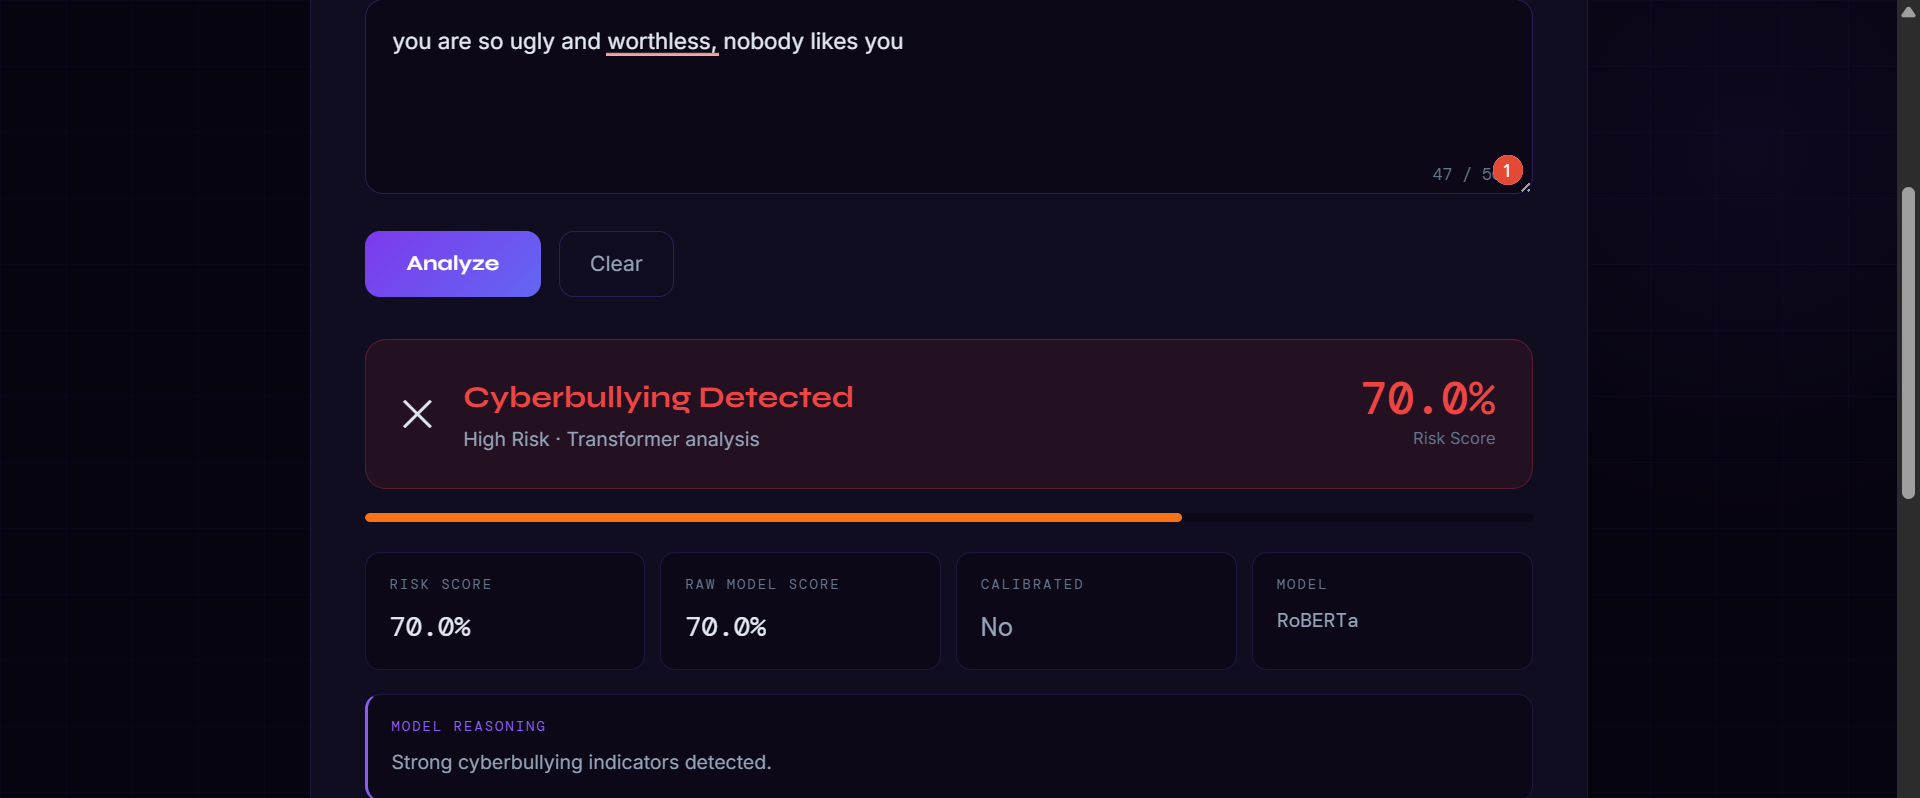 you are so ugly and worthless, nobody likes you
47 / 5
1
Analyze
Clear
Cyberbullying Detected
High Risk · Transformer analysis
70.0%
Risk Score
RISK SCORE
70.0%
RAW MODEL SCORE
70.0%
CALIBRATED
No
MODEL
RoBERTa
MODEL REASONING
Strong cyberbullying indicators detected.